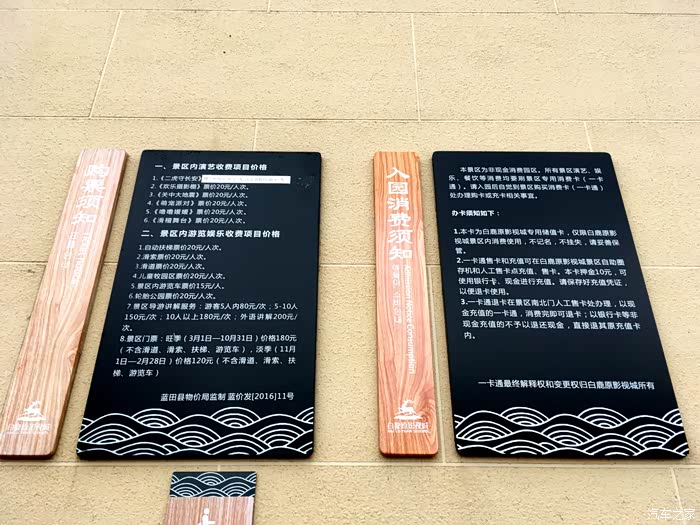 购票须知
一、景区内演艺收费项目价格
1.《二虎守长安》
2.《欢乐摄影棚》票价20元/人次。
3.《关中大地震》票价20元/人次。
4.《萌宠派对》票价20元/人次。
5.《噜噜嫒嫒》票价20元/人次。
6.《滑稽舞台》票价20元/人次。
二、景区内游览娱乐收费项目价格
1.自动扶梯票价20元/人次。
2.滑索票价20元/人次。
3.滑道票价20元/人次。
4.儿童牧园区票价20元/人次。
5.景区内游览车票价15元/人。
6.轮胎公园票价20元/人次。
7.景区导游讲解服务：游客5人内80元/次；5-10人
150元/次；10人以上180元/次；外语讲解200元/
次。
8.景区门票：旺季（3月1日—10月31日）价格180元
（不含滑道、滑索、扶梯、游览车），淡季（11月
1日—2月28日）价格120元（不含滑道、滑索、扶
梯、游览车）
蓝田县物价局监制 蓝价发[2016]11号
白鹿原影视城
入园消费须知
Admission Notice Consumption
白鹿原影视城
本景区为非现金消费园区。所有景区演艺、娱
乐、餐饮等消费均要刷景区专用消费卡（一卡
通）。请入园后自觉到景区购买消费卡（一卡通）
处办理购卡或充卡相关事宜。
办卡须知如下：
1.本卡为白鹿原影视城专用储值卡，仅限白鹿原影
视城景区内消费使用，不记名，不挂失，请妥善保
管。
2.一卡通售卡和充值可在白鹿原影视城景区自助圈
存机和人工售卡点充值、售卡。本卡押金10元，可
使用银行卡、现金进行充值。请保存好充值凭证，
以便退卡使用。
3.一卡通退卡在景区南北门人工售卡处办理，以现
金充值的一卡通，消费完即可退卡；以银行卡等非
现金充值的不予以退还现金，直接退其原充值卡
内。
一卡通最终解释权和变更权归白鹿原影视城所有
汽车之家